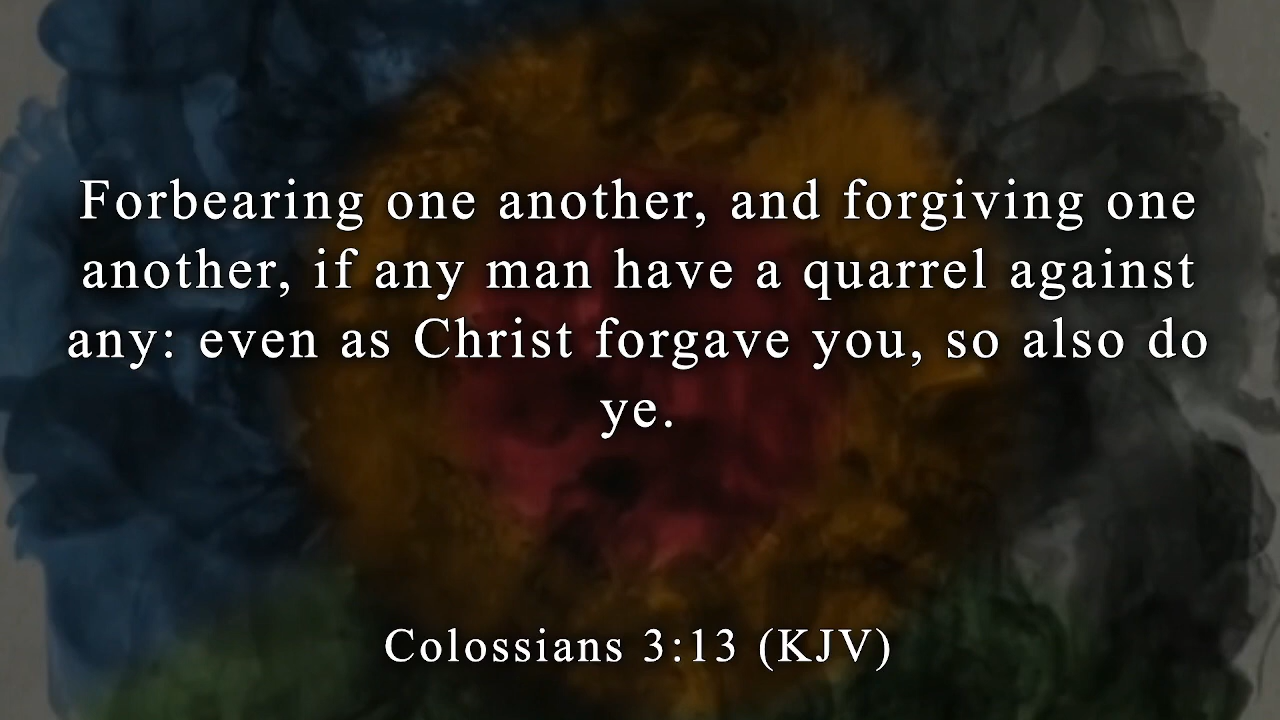 Forbearing one another, and forgiving one
another, if any man have a quarrel against
any: even as Christ forgave you, so also do
ye.
Colossians 3:13 (KJV)